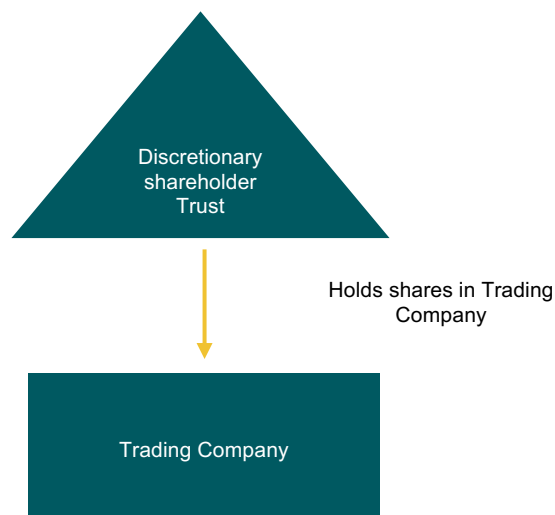 Discretionary
shareholder
Trust
Holds shares in Trading
Company
Trading Company